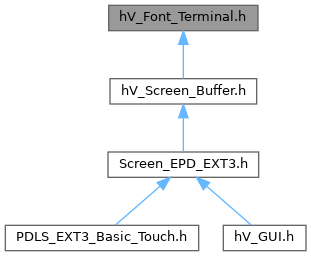 hV_Font_Terminal.h
hV_Screen_Buffer.h
Screen_EPD_EXT3.h
PDLS_EXT3_Basic_Touch.h
hV_GUI.h